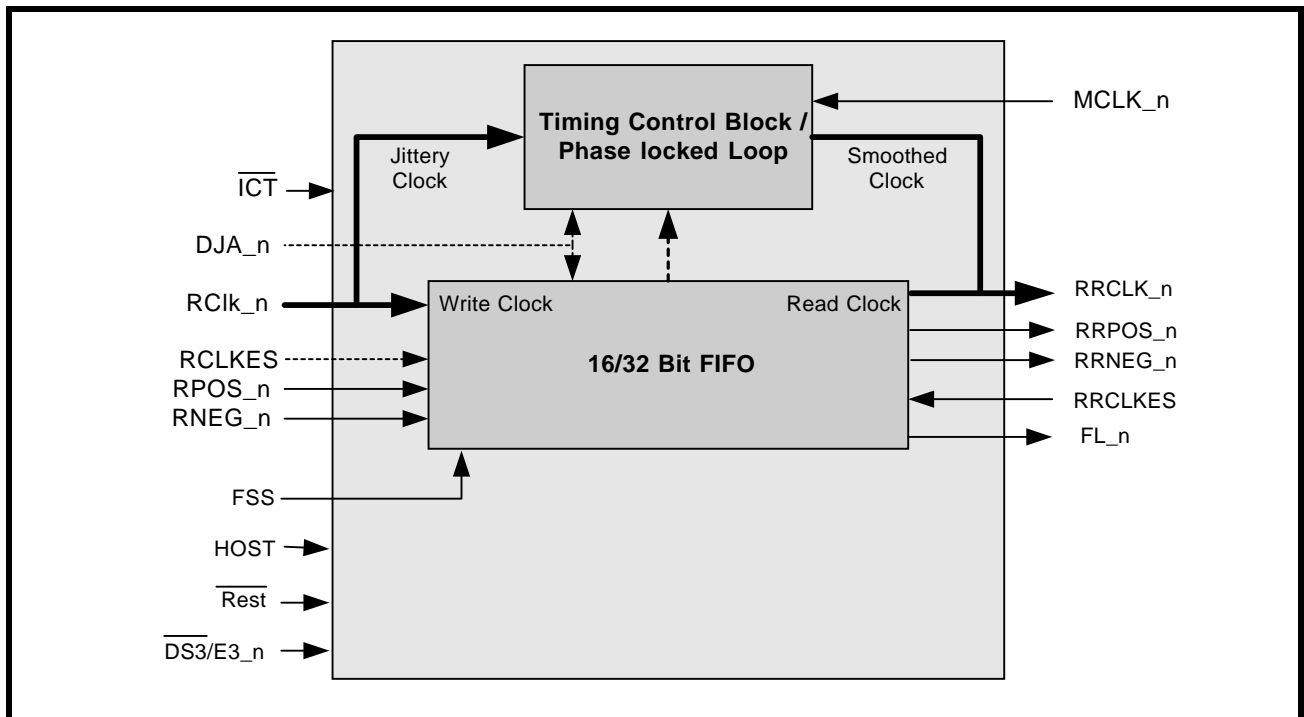 Timing Control Block /
Phase locked Loop
MCLK_n
Jittery
Clock
Smoothed
Clock
ICT
DJA_n
RClk_n
Write Clock
Read Clock
RRCLK_n
RRPOS_n
RCLKES
16/32 Bit FIFO
RRNEG_n
RPOS_n
RRCLKES
RNEG_n
FL_n
FSS
HOST
Rest
DS3/E3_n